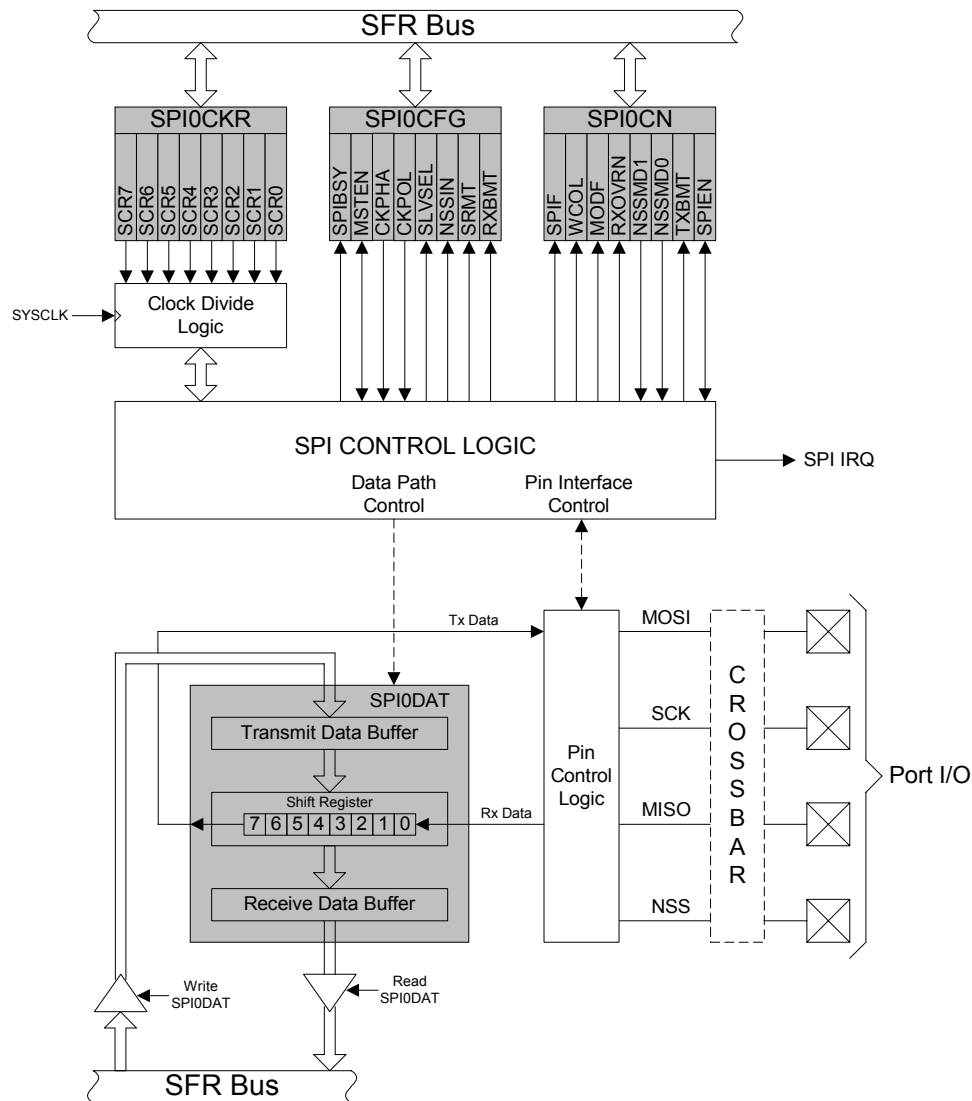 SFR Bus
SPI0CKR
SPI0CFG
SPI0CN
SCR7
SCR6
SCR5
SCR4
SCR3
SCR2
SCR1
SCR0
SPIBSY
MSTEN
CKPHA
CKPOL
SLVSEL
NSSIN
SRMT
RXBMT
SPIF
WCOL
MODF
RXOVRN
NSSMD1
NSSMD0
TXBMT
SPIEN
SYSCLK
Clock Divide
Logic
SPI CONTROL LOGIC
SPI IRQ
Data Path
Control
Pin Interface
Control
Tx Data
MOSI
SPI0DAT
Transmit Data Buffer
SCK
Shift Register
7 6 5 4 3 2 1 0
Rx Data
Pin
Control
Logic
MISO
CROSSBAR
Port I/O
Receive Data Buffer
NSS
Write
SPI0DAT
Read
SPI0DAT
SFR Bus